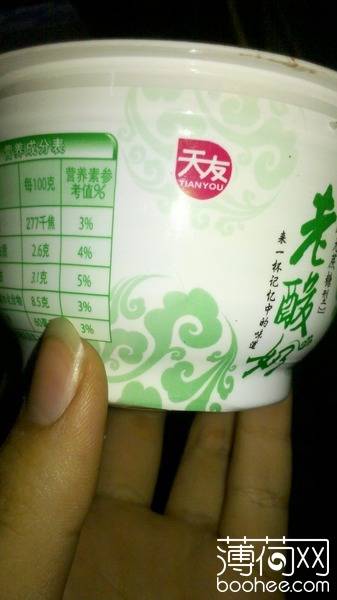 营养成分表
每100克 营养素参考值%
277千焦 3%
2.6克 4%
3.1克 5%
8.5克 3%
3%
天友
TIANYOU
老酸奶
来一杯记忆中的味道
薄荷网
boohee.com